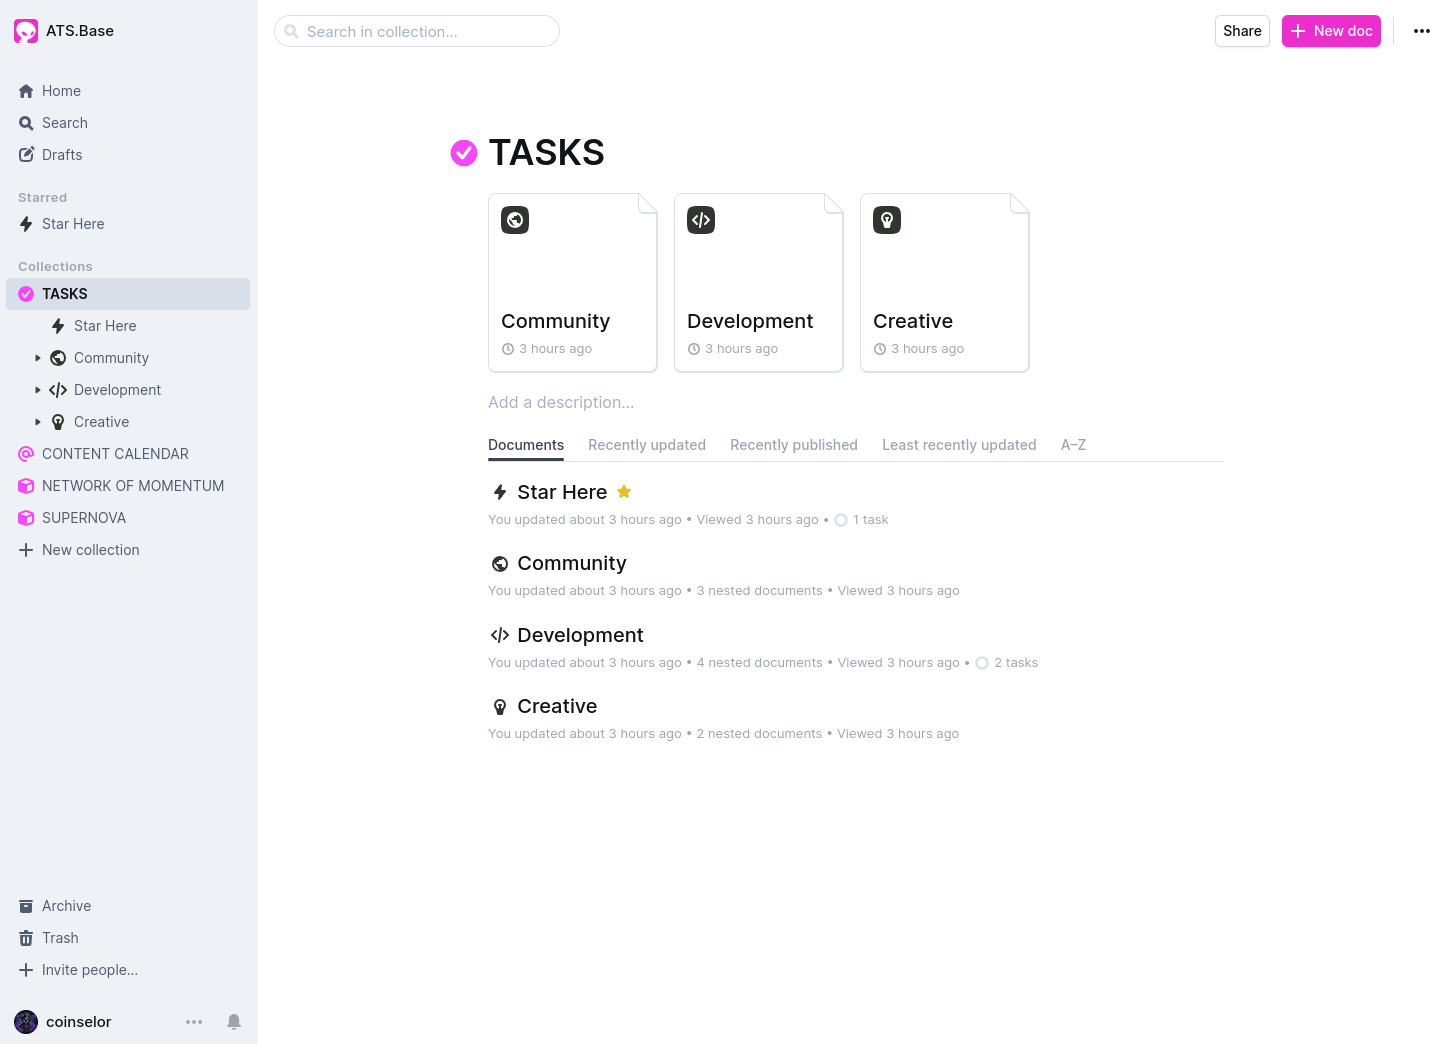 ATS.Base
Home
Search
Drafts
Starred
Star Here
Collections
TASKS
Star Here
Community
Development
Creative
CONTENT CALENDAR
NETWORK OF MOMENTUM
SUPERNOVA
New collection
Archive
Trash
Invite people…
coinselor
Search in collection…
Share
New doc
TASKS
Community
3 hours ago
Development
3 hours ago
Creative
3 hours ago
Add a description…
Documents Recently updated Recently published Least recently updated A–Z
Star Here
You updated about 3 hours ago • Viewed 3 hours ago • 1 task
Community
You updated about 3 hours ago • 3 nested documents • Viewed 3 hours ago
Development
You updated about 3 hours ago • 4 nested documents • Viewed 3 hours ago • 2 tasks
Creative
You updated about 3 hours ago • 2 nested documents • Viewed 3 hours ago